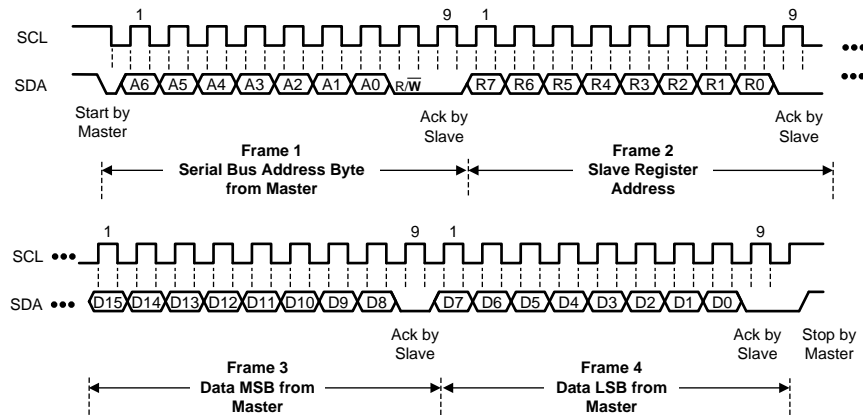 1 9 1 9
SCL
•••
SDA A6 A5 A4 A3 A2 A1 A0 R/W̅ R7 R6 R5 R4 R3 R2 R1 R0 •••
Start by Master
Ack by Slave
Ack by Slave
Frame 1
Serial Bus Address Byte
from Master
Frame 2
Slave Register
Address
1 9 1 9
SCL •••
SDA ••• D15 D14 D13 D12 D11 D10 D9 D8 D7 D6 D5 D4 D3 D2 D1 D0
Ack by Slave
Ack by Slave
Stop by Master
Frame 3
Data MSB from
Master
Frame 4
Data LSB from
Master